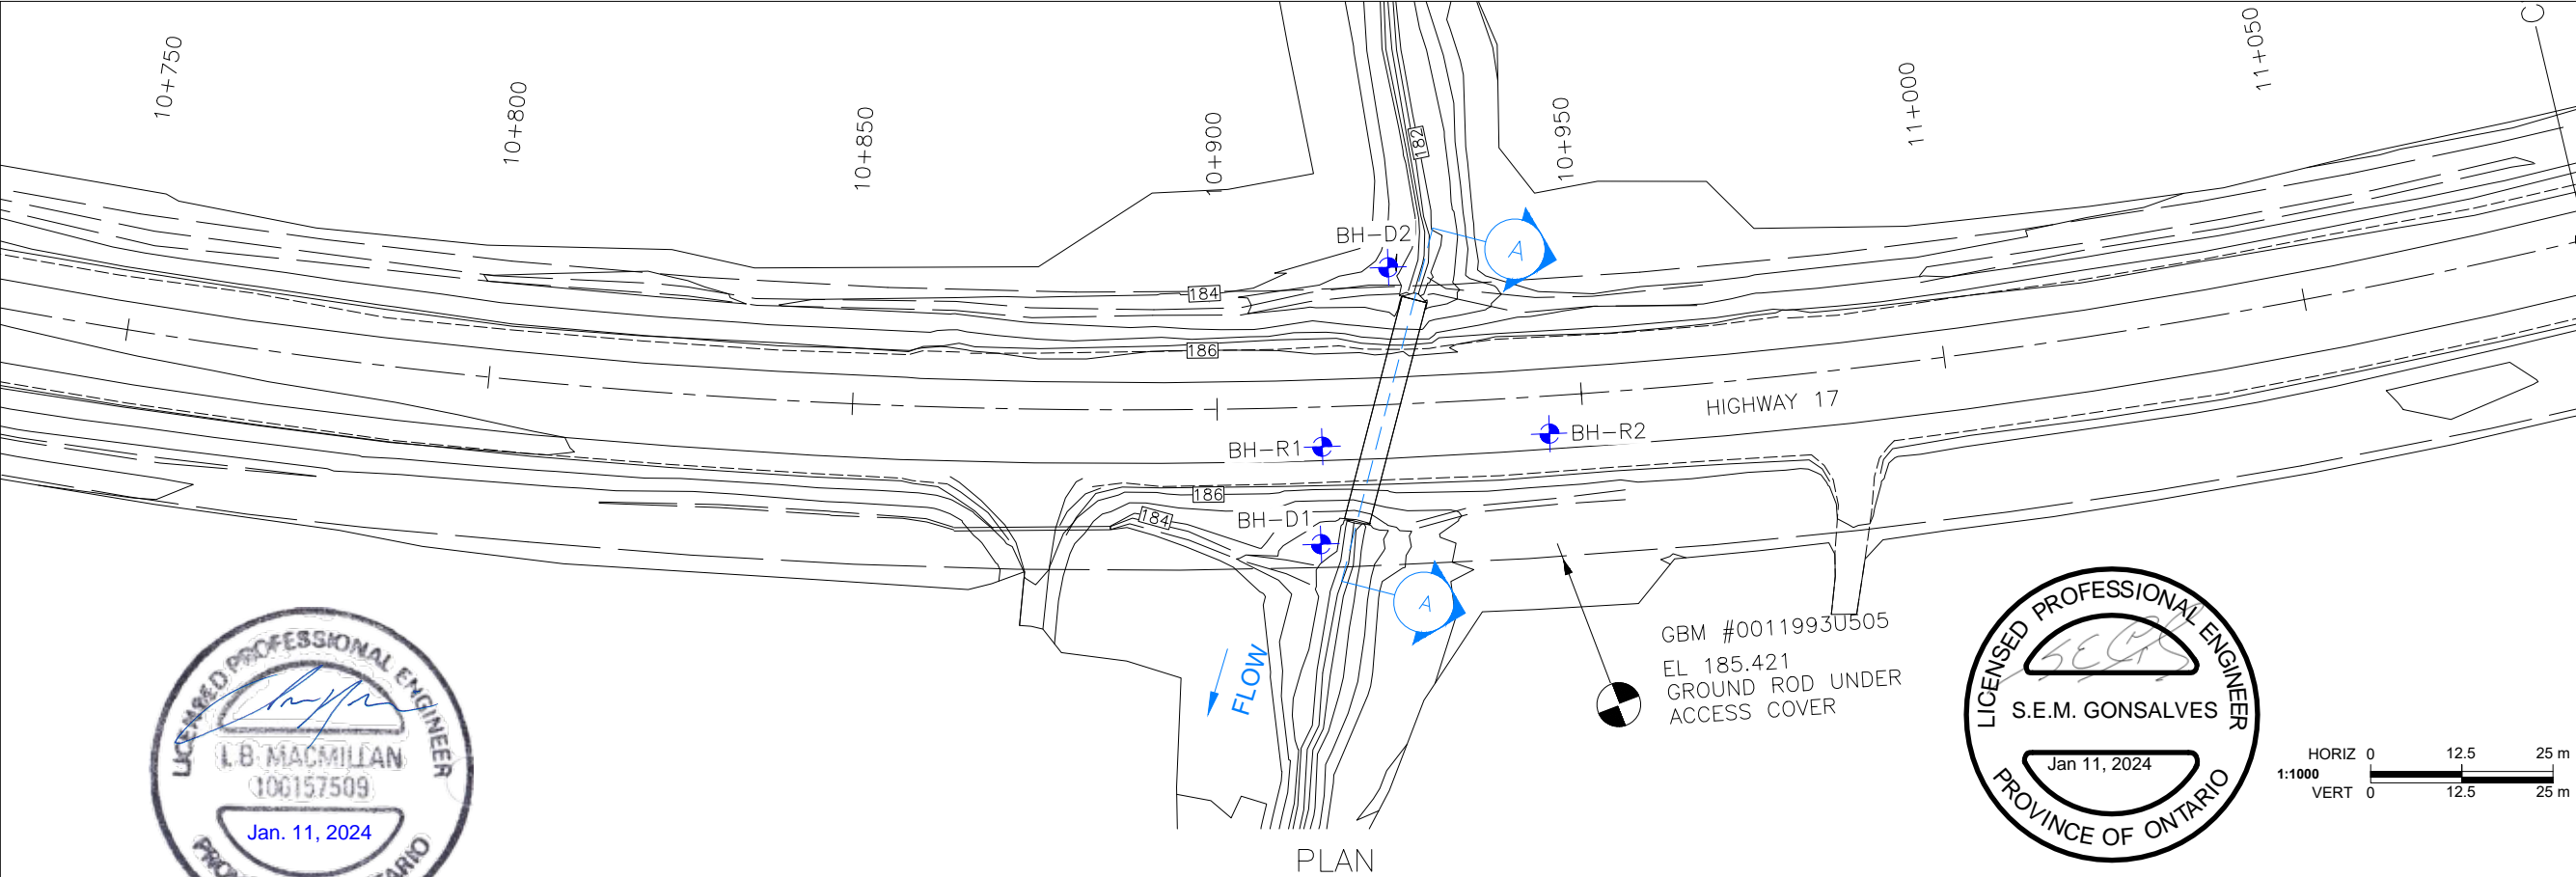 10+750
10+800
10+850
10+900
10+950
11+000
11+050
C
182
BH-D2
A
184
186
HIGHWAY 17
BH-R1
BH-R2
186
184
BH-D1
A
FLOW
GBM #0011993U505
EL 185.421
GROUND ROD UNDER
ACCESS COVER
PLAN
LICENSED PROFESSIONAL ENGINEER
I. B. MACMILLAN
100157509
Jan. 11, 2024
LICENSED PROFESSIONAL ENGINEER
S.E.M. GONSALVES
Jan 11, 2024
PROVINCE OF ONTARIO
HORIZ 0 12.5 25 m
1:1000
VERT 0 12.5 25 m